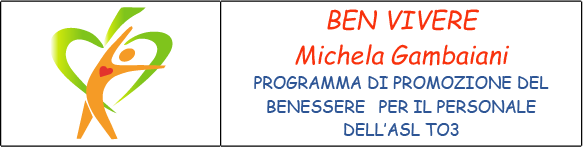 BEN VIVERE
Michela Gambaiani
PROGRAMMA DI PROMOZIONE DEL
BENESSERE PER IL PERSONALE
DELL'ASL TO3